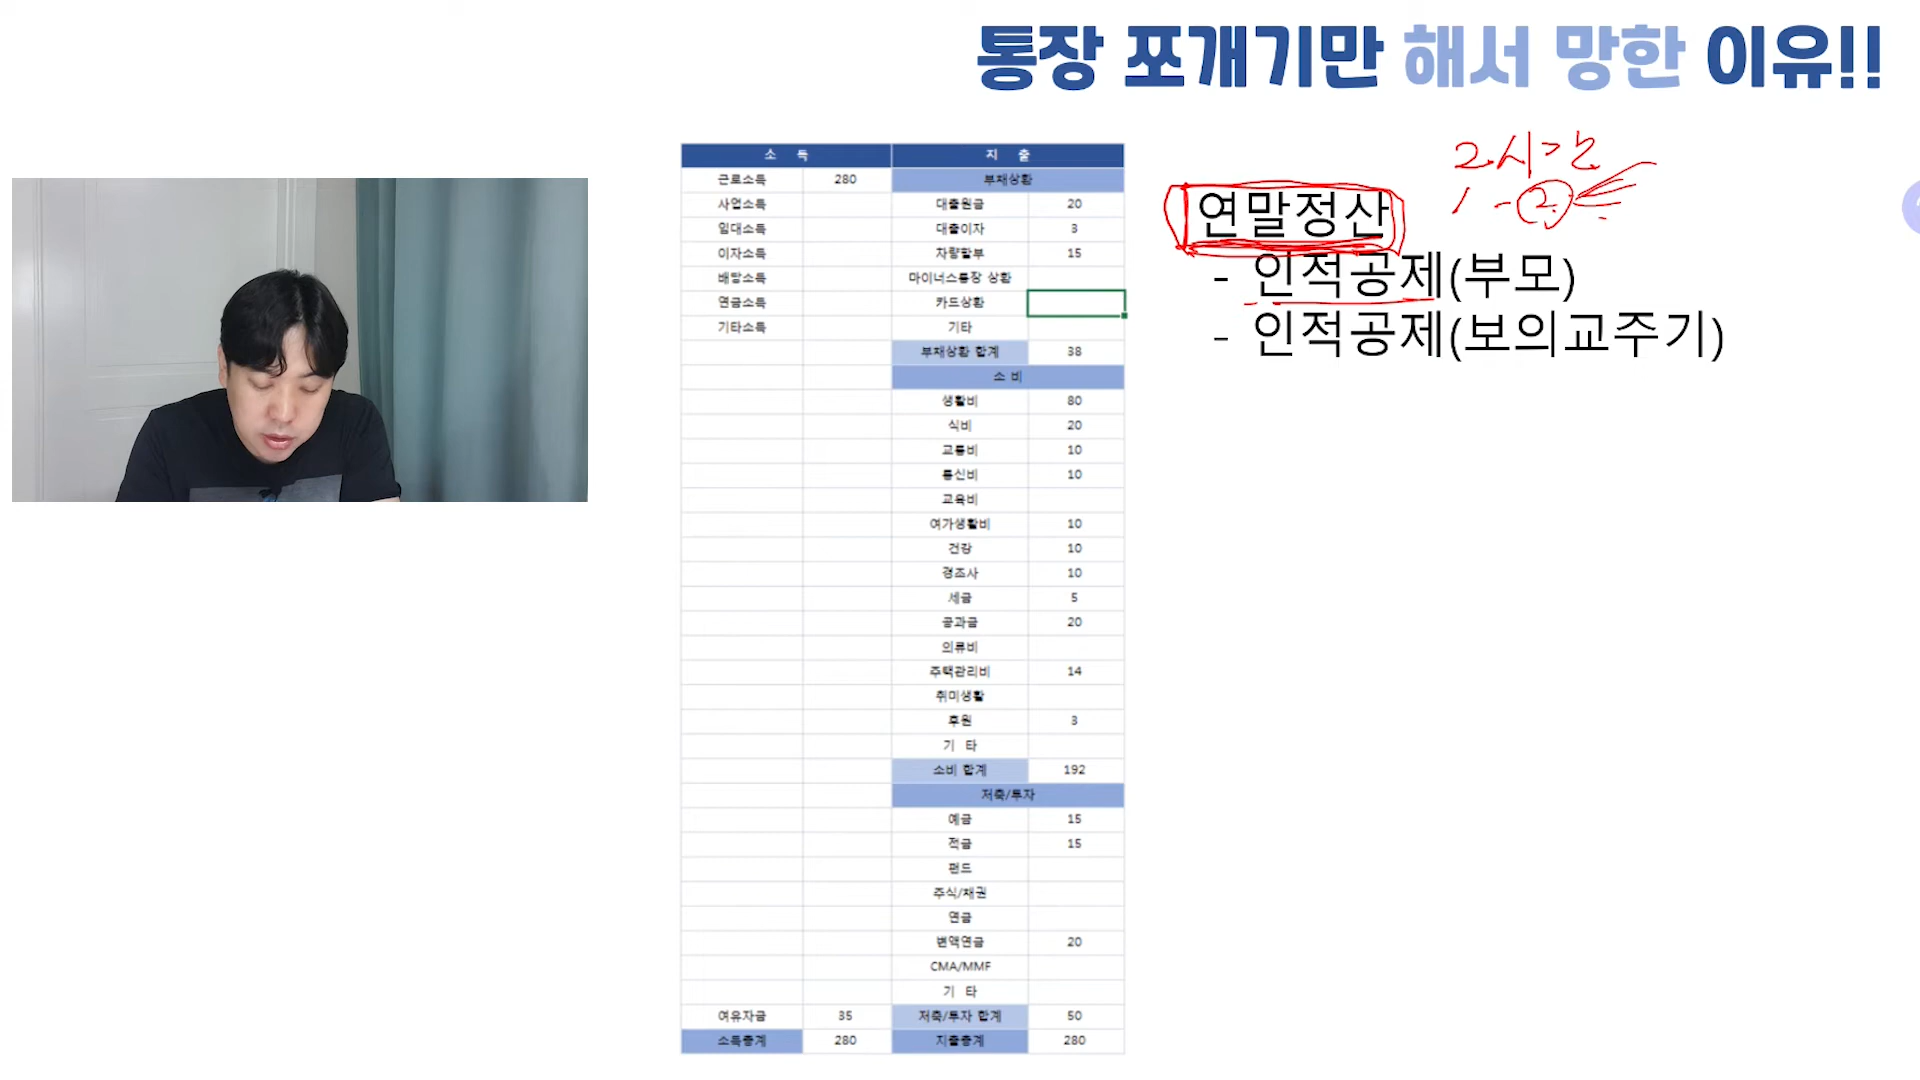 통장 쪼개기만 해서 망한 이유!!
소 득 지 출
근로소득 280 부채상황
사업소득 대출원금 20
임대소득 대출이자 3
이자소득 차량할부 15
배당소득 마이너스통장 상황
연금소득 카드상황
기타소득 기타
부채상황 합계 38
소 비
생활비 80
식비 20
교통비 10
통신비 10
교육비
여가생활비 10
건강 10
경조사 10
세금 5
공과금 20
의류비
주택관리비 14
취미생활
후원 3
기 타
소비 합계 192
저축/투자
예금 15
적금 15
펀드
주식/채권
연금
변액연금 20
CMA/MMF
기 타
여유자금 35 저축/투자 합계 50
소득총계 280 지출총계 280
2시간
1 - 2
연말정산
- 인적공제(부모)
- 인적공제(보의교주기)